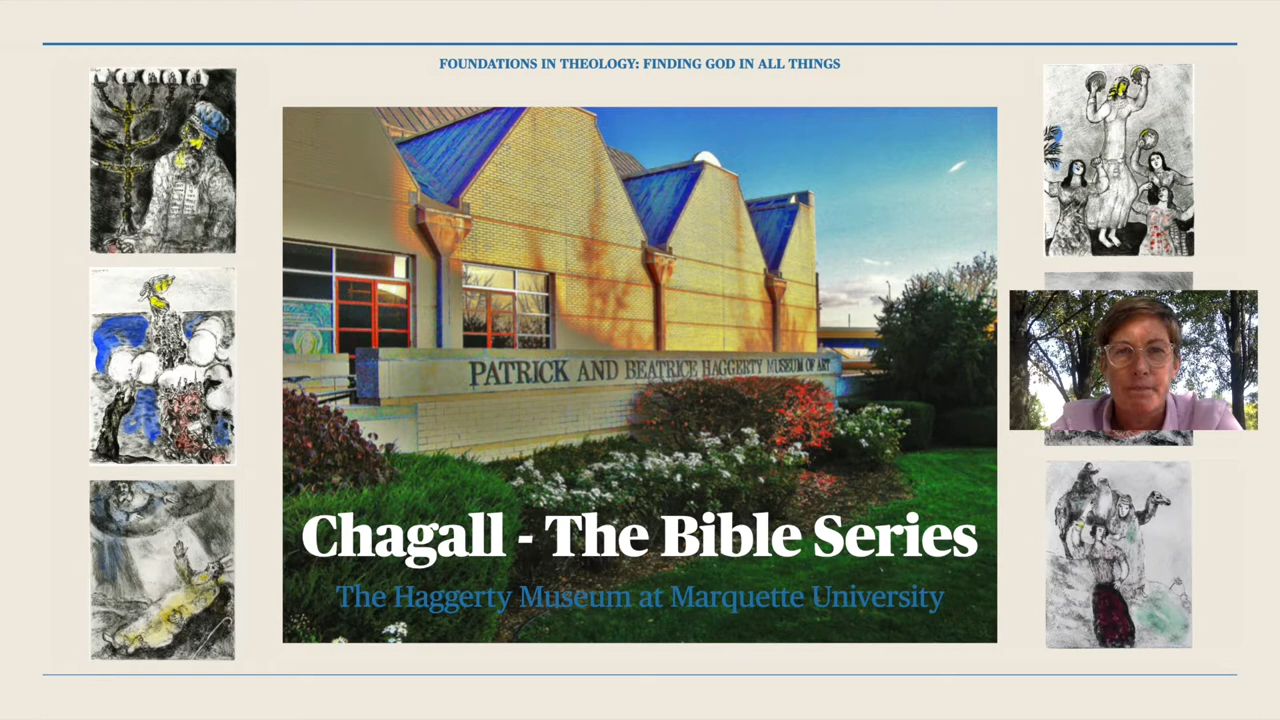 FOUNDATIONS IN THEOLOGY: FINDING GOD IN ALL THINGS
PATRICK AND BEATRICE HAGGERTY MUSEUM OF ART
Chagall - The Bible Series
The Haggerty Museum at Marquette University